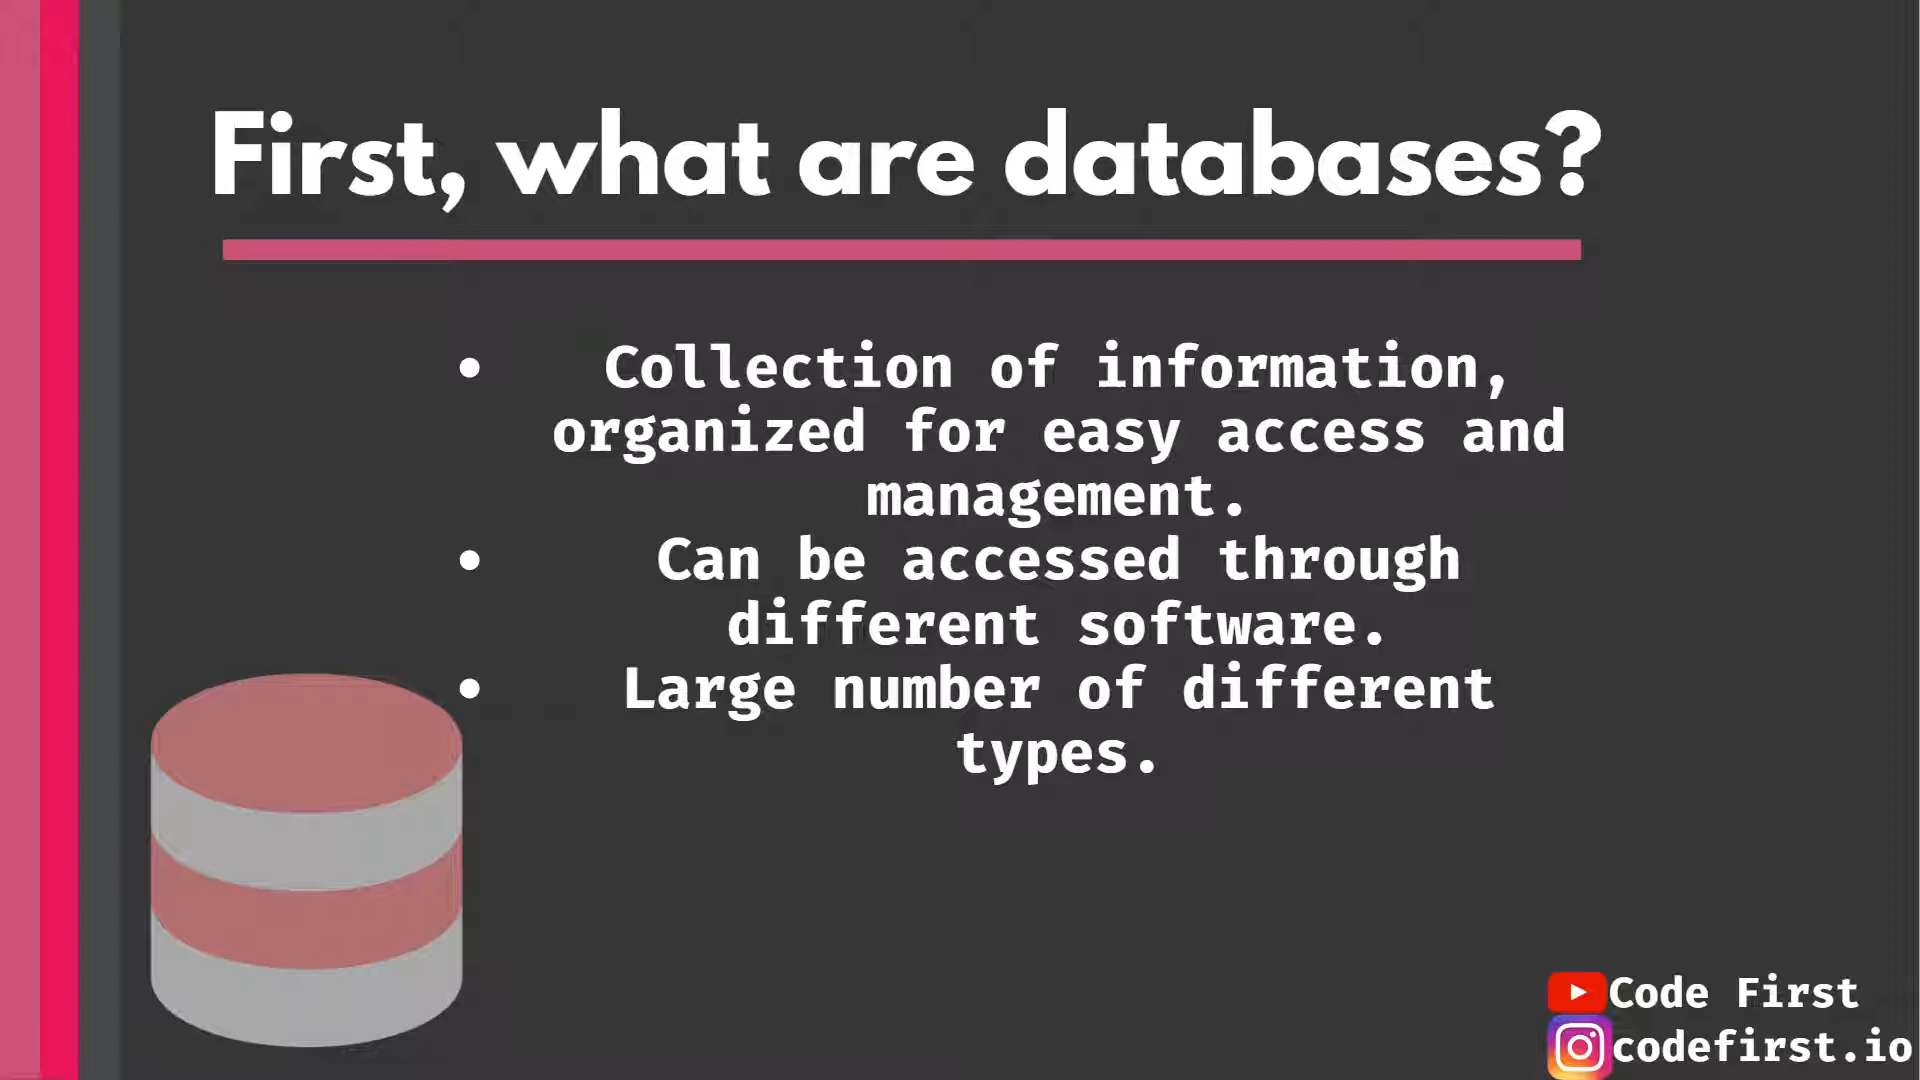 First, what are databases?
• Collection of information,
organized for easy access and
management.
• Can be accessed through
different software.
• Large number of different
types.
Code First
codefirst.io